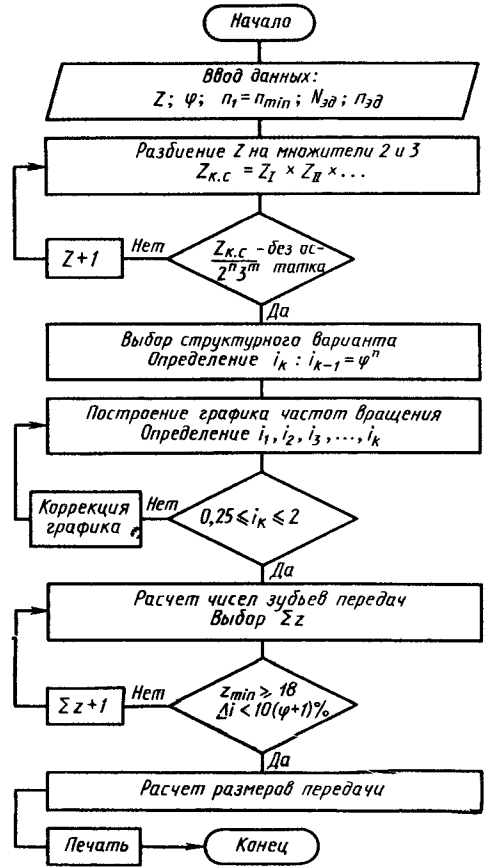 Начало
Ввод данных:
Z; φ; n₁ = n_min; N_эд; n_эд
Разбиение Z на множители 2 и 3
Z_к.с = Z_I × Z_II × ...
Z+1
Нет
Z_к.с – без ос-
2ⁿ3ᵐ татка
Да
Выбор структурного варианта
Определение i_k : i_k-1 = φⁿ
Построение графика частот вращения
Определение i₁, i₂, i₃, ..., i_k
Коррекция
графика
Нет
0,25 ≤ i_k ≤ 2
Да
Расчет чисел зубьев передач
Выбор Σz
Σz+1
Нет
z_min ≥ 18
Δi < 10(φ+1)%
Да
Расчет размеров передачи
Печать
Конец